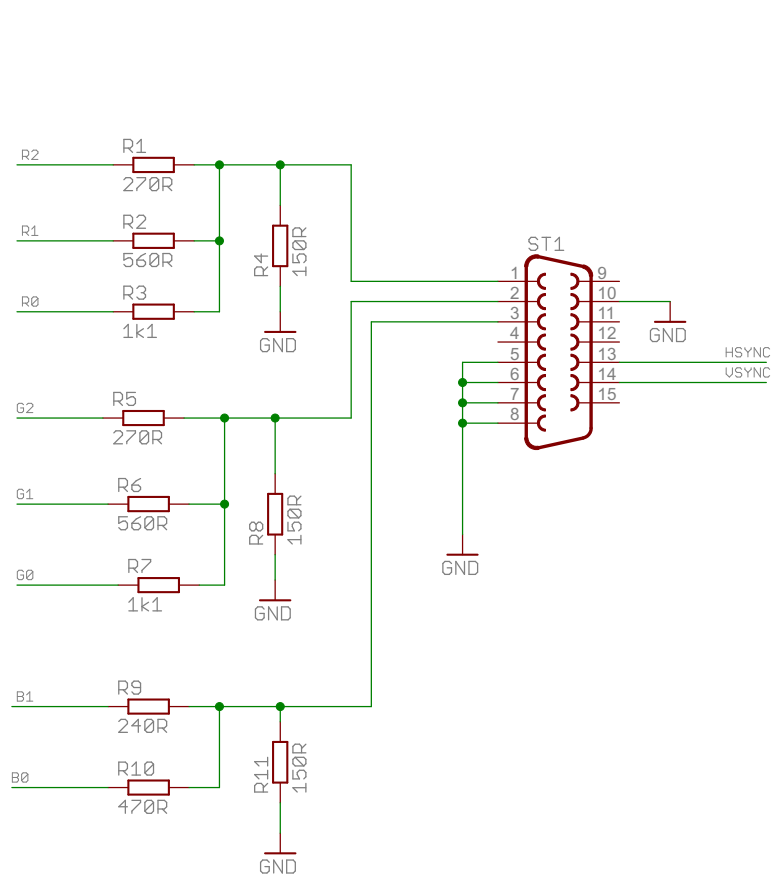 R2
R1
270R
R1
R2
560R
R0
R3
1k1
R4
150R
GND
G2
R5
270R
G1
R6
560R
G0
R7
1k1
R8
150R
GND
B1
R9
240R
B0
R10
470R
R11
150R
GND
ST1
1
2
3
4
5
6
7
8
9
10
11
12
13
14
15
GND
HSYNC
VSYNC
GND